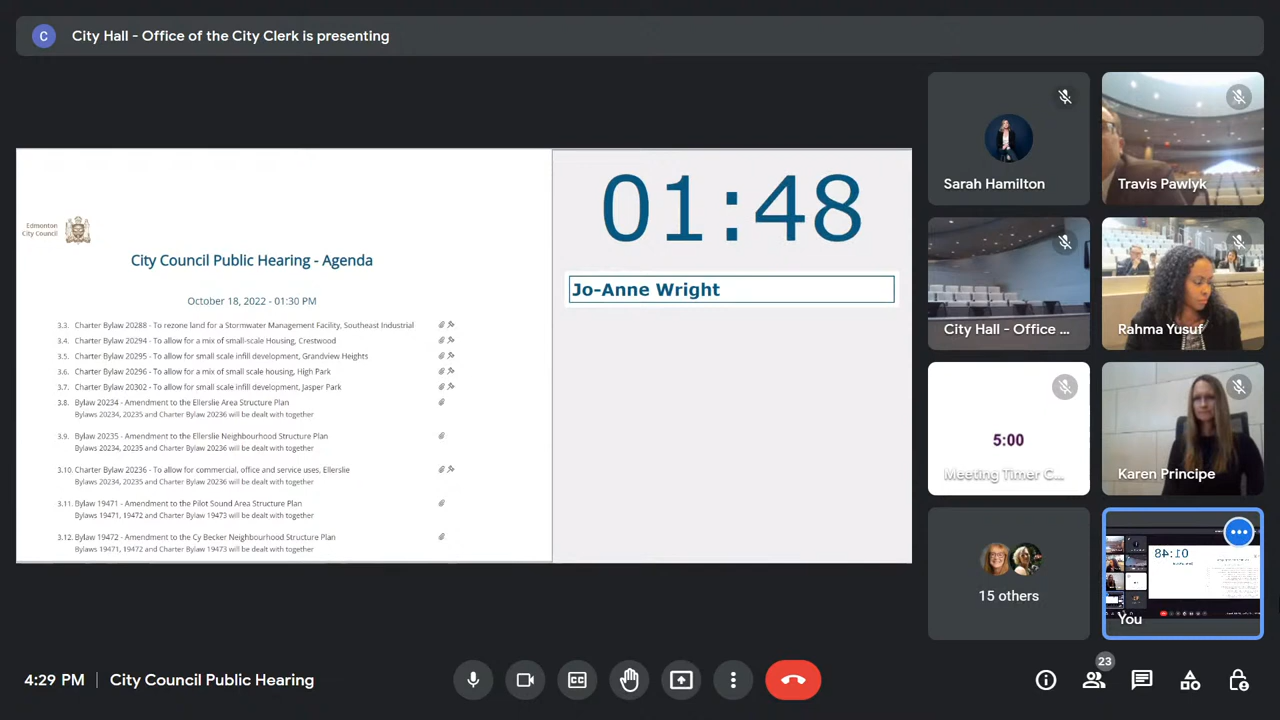 C City Hall - Office of the City Clerk is presenting
Edmonton
City Council
City Council Public Hearing - Agenda
October 18, 2022 - 01:30 PM
3.3. Charter Bylaw 20288 - To rezone land for a Stormwater Management Facility, Southeast Industrial
3.4. Charter Bylaw 20294 - To allow for a mix of small-scale Housing, Crestwood
3.5. Charter Bylaw 20295 - To allow for small scale infill development, Grandview Heights
3.6. Charter Bylaw 20296 - To allow for a mix of small scale housing, High Park
3.7. Charter Bylaw 20302 - To allow for small scale infill development, Jasper Park
3.8. Bylaw 20234 - Amendment to the Ellerslie Area Structure Plan
Bylaws 20234, 20235 and Charter Bylaw 20236 will be dealt with together
3.9. Bylaw 20235 - Amendment to the Ellerslie Neighbourhood Structure Plan
Bylaws 20234, 20235 and Charter Bylaw 20236 will be dealt with together
3.10. Charter Bylaw 20236 - To allow for commercial, office and service uses, Ellerslie
Bylaws 20234, 20235 and Charter Bylaw 20236 will be dealt with together
3.11. Bylaw 19471 - Amendment to the Pilot Sound Area Structure Plan
Bylaws 19471, 19472 and Charter Bylaw 19473 will be dealt with together
3.12. Bylaw 19472 - Amendment to the Cy Becker Neighbourhood Structure Plan
Bylaws 19471, 19472 and Charter Bylaw 19473 will be dealt with together
01:48
Jo-Anne Wright
Sarah Hamilton
Travis Pawlyk
City Hall - Office ...
Rahma Yusuf
5:00
Meeting Timer C...
Karen Principe
15 others
01:48
You
4:29 PM | City Council Public Hearing
23